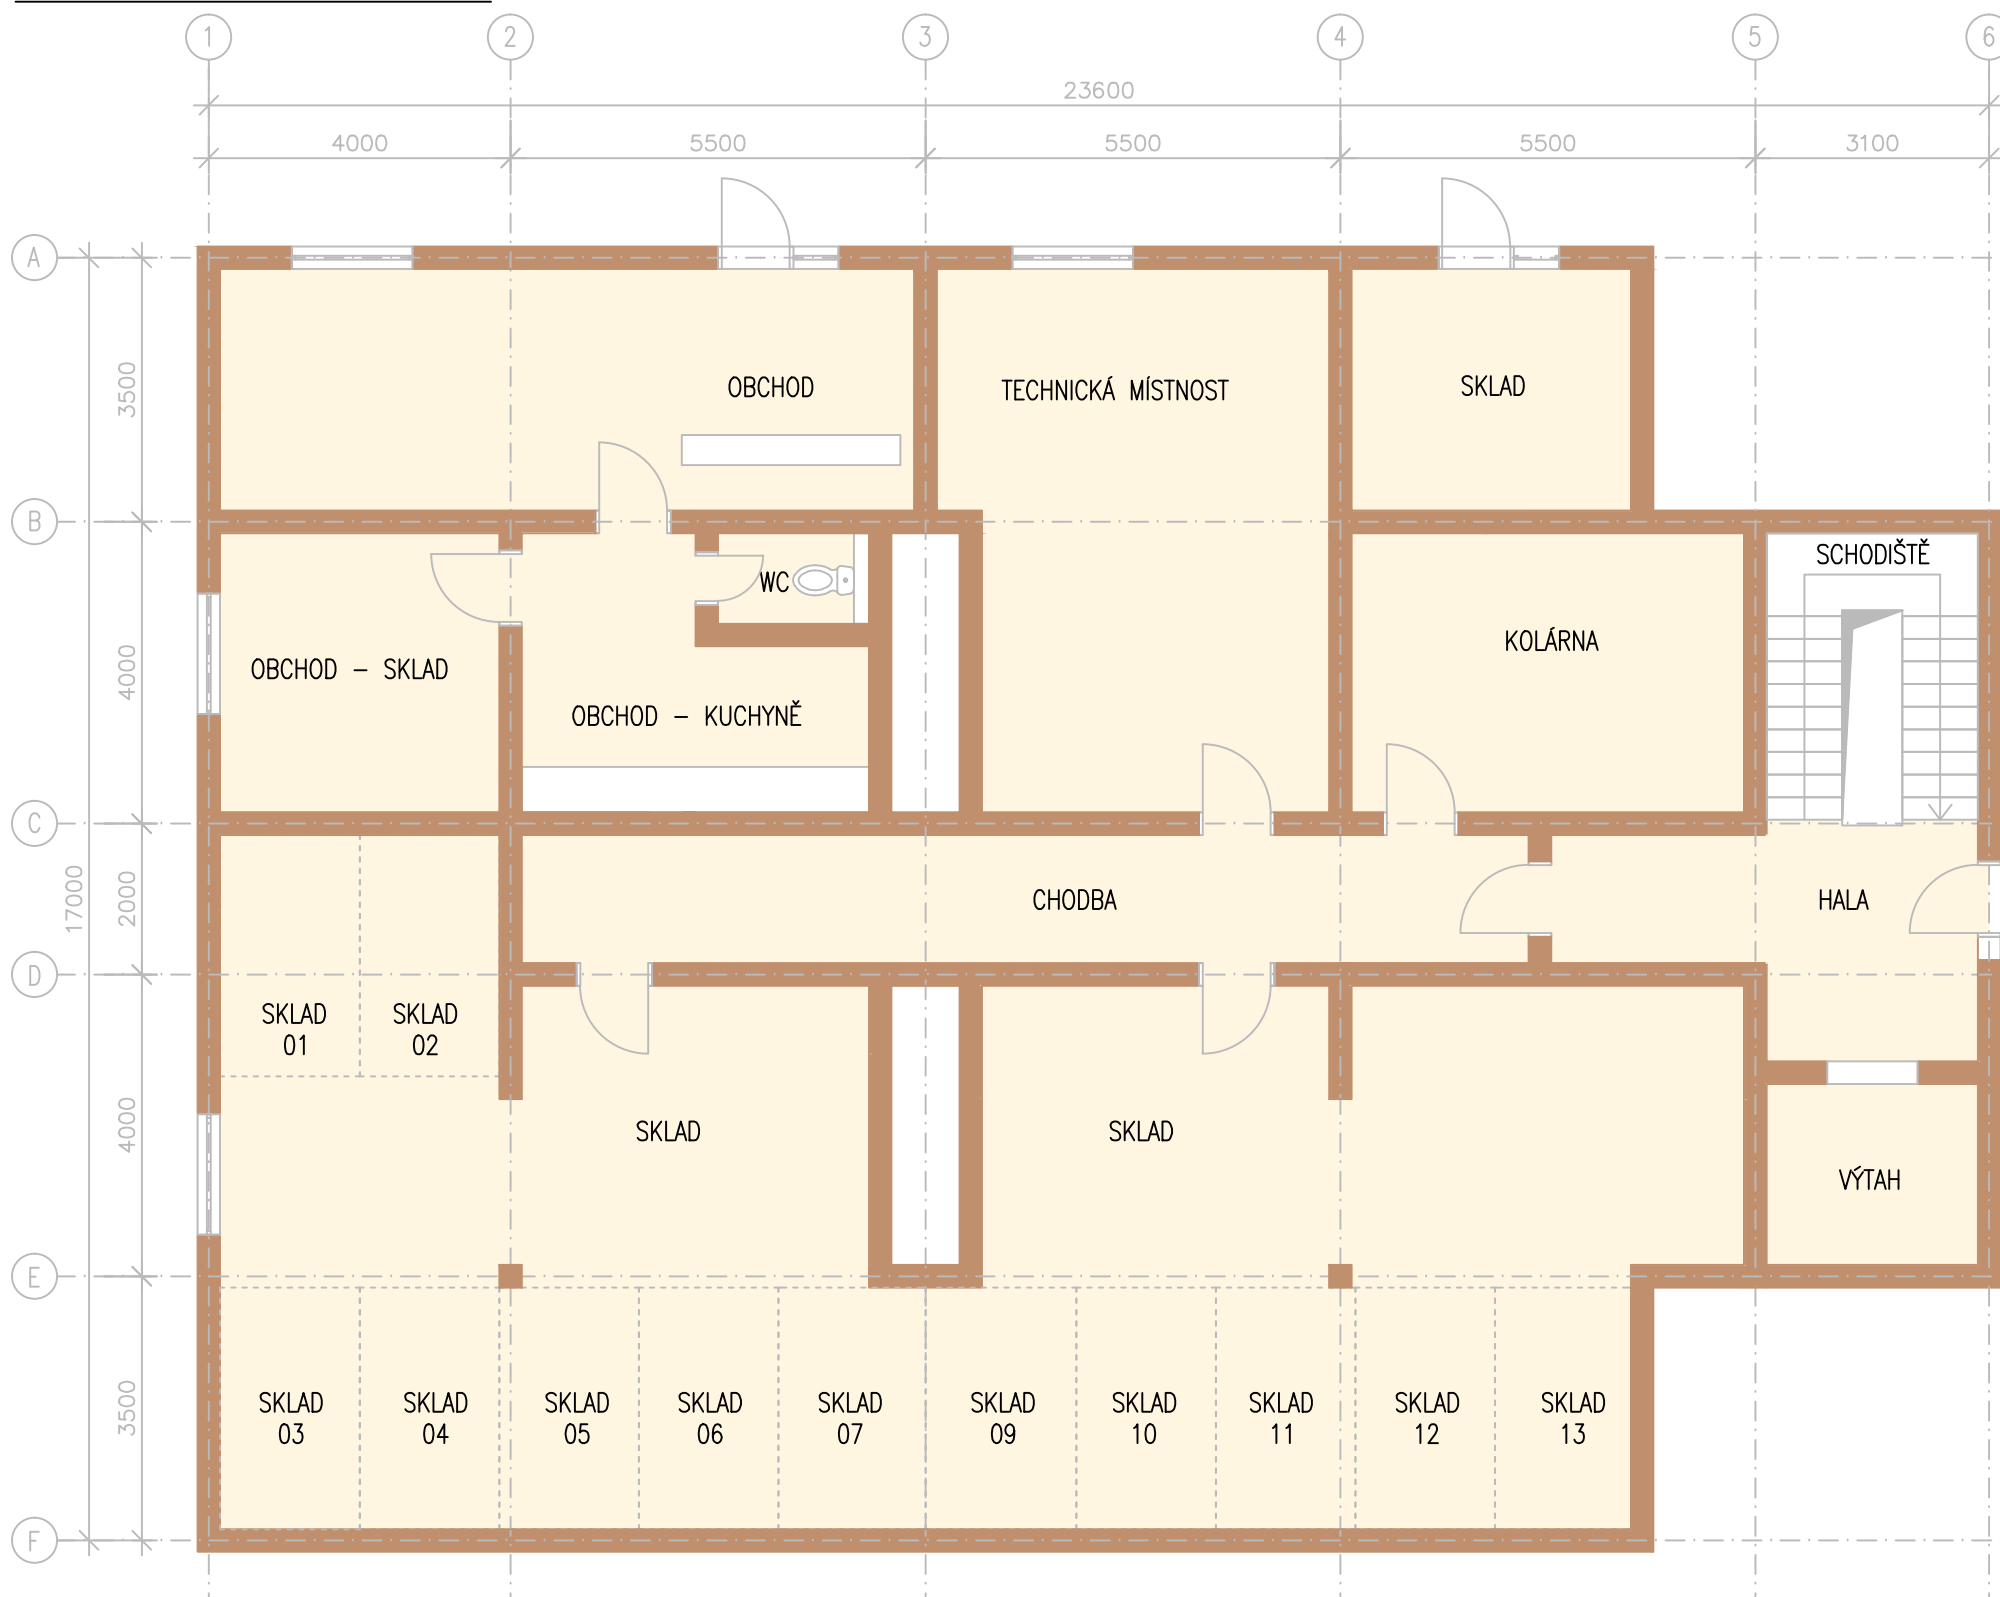 1 2 3 4 5 6
23600
4000 5500 5500 5500 3100
A
3500
OBCHOD
TECHNICKÁ MÍSTNOST
SKLAD
B
SCHODIŠTĚ
WC
KOLÁRNA
OBCHOD – SKLAD
4000
OBCHOD – KUCHYNĚ
C
17000
2000
CHODBA
HALA
D
SKLAD
01
SKLAD
02
4000
SKLAD
SKLAD
VÝTAH
E
3500
SKLAD
03
SKLAD
04
SKLAD
05
SKLAD
06
SKLAD
07
SKLAD
09
SKLAD
10
SKLAD
11
SKLAD
12
SKLAD
13
F